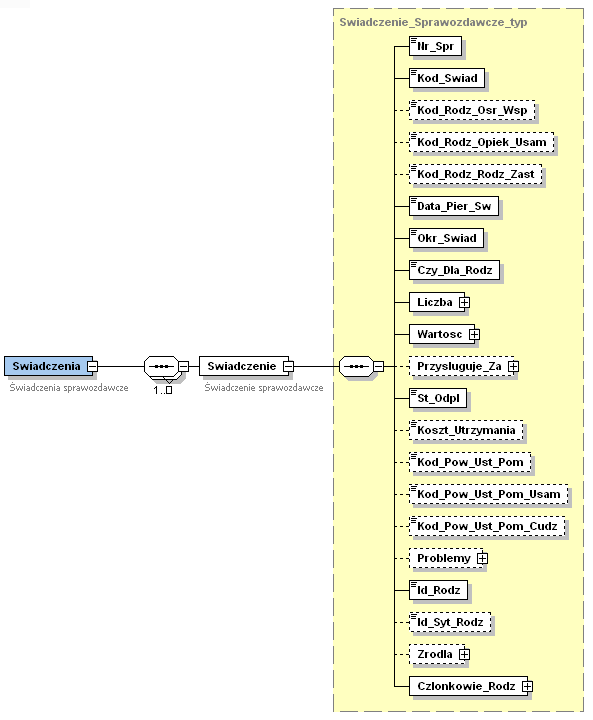 Swiadczenie_Sprawozdawcze_typ
Nr_Spr
Kod_Swiad
Kod_Rodz_Osr_Wsp
Kod_Rodz_Opiek_Usam
Kod_Rodz_Rodz_Zast
Data_Pier_Sw
Okr_Swiad
Czy_Dla_Rodz
Liczba
Wartosc
Swiadczenia
Świadczenia sprawozdawcze
1..
Swiadczenie
Świadczenie sprawozdawcze
Przysluguje_Za
St_Odpl
Koszt_Utrzymania
Kod_Pow_Ust_Pom
Kod_Pow_Ust_Pom_Usam
Kod_Pow_Ust_Pom_Cudz
Problemy
Id_Rodz
Id_Syt_Rodz
Zrodla
Czlonkowie_Rodz